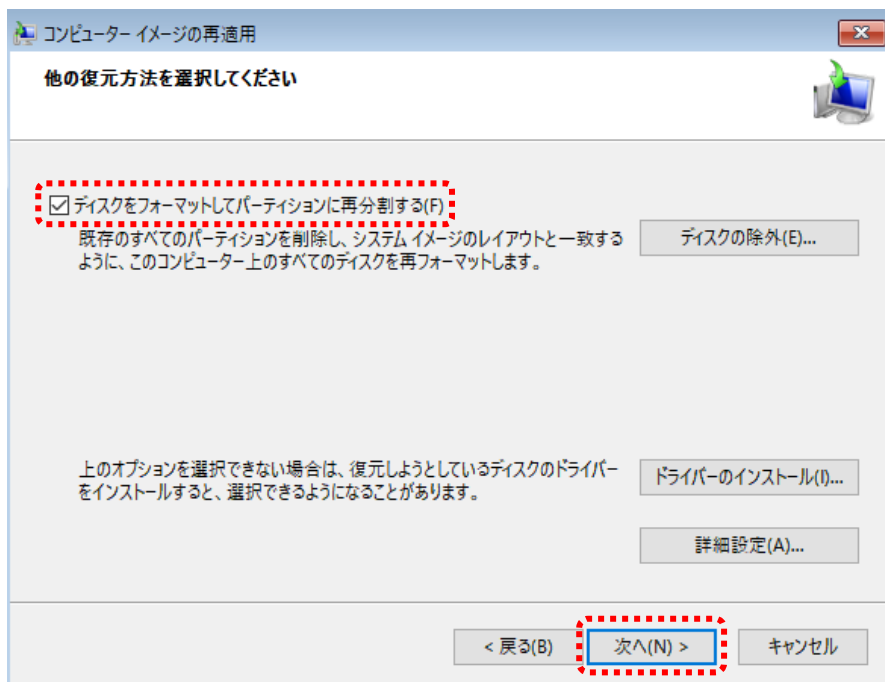 コンピューター イメージの再適用
他の復元方法を選択してください
ディスクをフォーマットしてパーティションに再分割する(F)
既存のすべてのパーティションを削除し、システム イメージのレイアウトと一致する
ように、このコンピューター上のすべてのディスクを再フォーマットします。
ディスクの除外(E)...
上のオプションを選択できない場合は、復元しようとしているディスクのドライバー
をインストールすると、選択できるようになることがあります。
ドライバーのインストール(I)...
詳細設定(A)...
< 戻る(B)
次へ(N) >
キャンセル